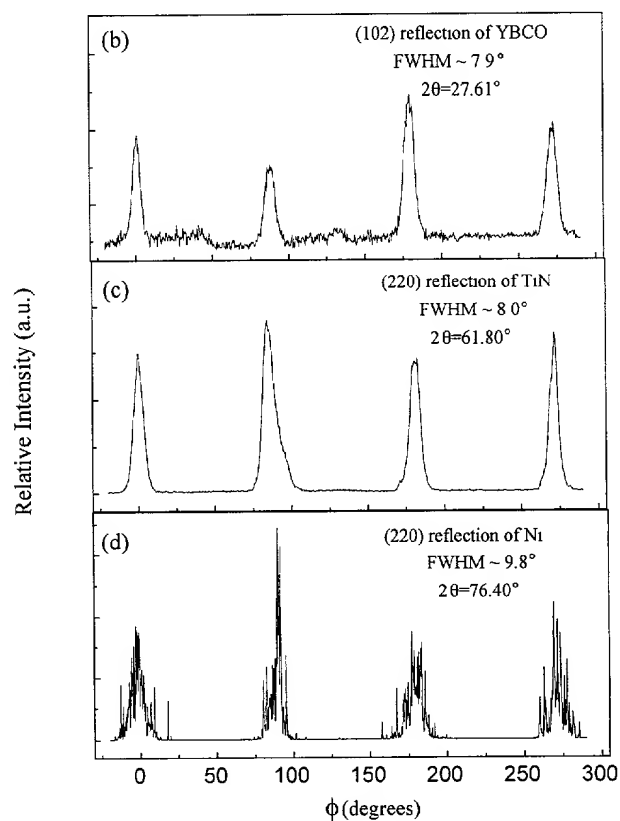 (b)
(102) reflection of YBCO
FWHM ~ 7 9°
2θ=27.61°
(c)
(220) reflection of TiN
FWHM ~ 8 0°
2θ=61.80°
(d)
(220) reflection of Ni
FWHM ~ 9.8°
2θ=76.40°
Relative Intensity (a.u.)
0 50 100 150 200 250 300
ϕ (degrees)